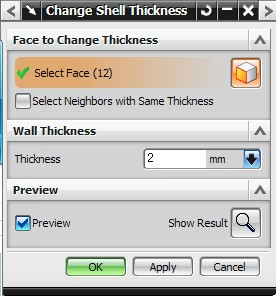 Change Shell Thickness
Face to Change Thickness
Select Face (12)
Select Neighbors with Same Thickness
Wall Thickness
Thickness 2 mm
Preview
Preview Show Result
OK Apply Cancel